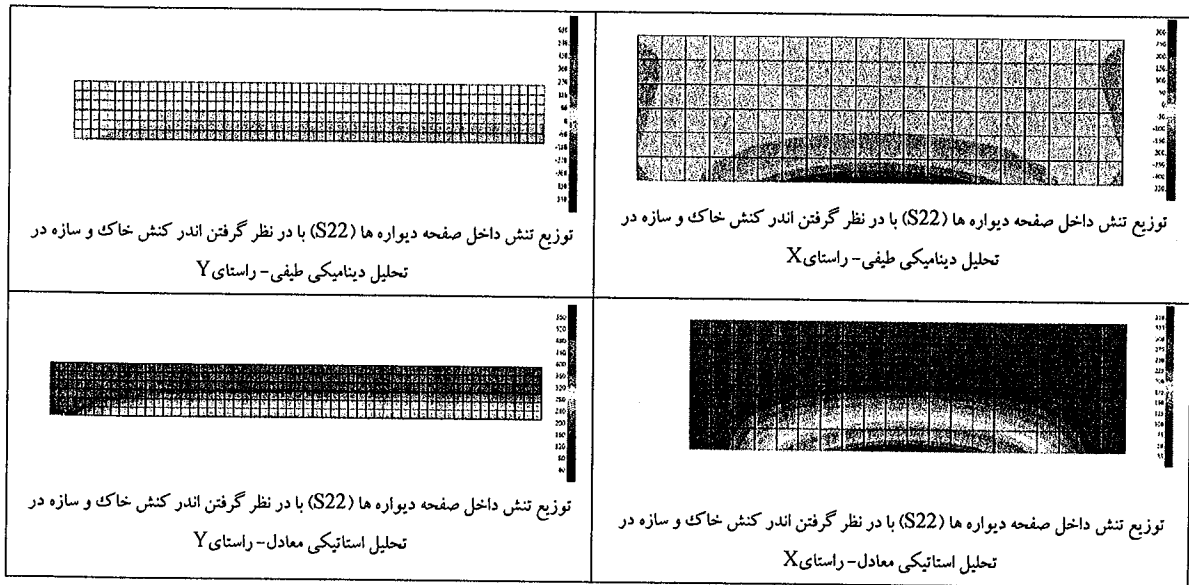 توزیع تنش داخل صفحه دیواره ها (S22) با در نظر گرفتن اندر کنش خاک و سازه در
تحلیل دینامیکی طیفی- راستایX
توزیع تنش داخل صفحه دیواره ها (S22) با در نظر گرفتن اندر کنش خاک و سازه در
تحلیل دینامیکی طیفی- راستایY
توزیع تنش داخل صفحه دیواره ها (S22) با در نظر گرفتن اندر کنش خاک و سازه در
تحلیل استاتیکی معادل- راستایX
توزیع تنش داخل صفحه دیواره ها (S22) با در نظر گرفتن اندر کنش خاک و سازه در
تحلیل استاتیکی معادل- راستایY